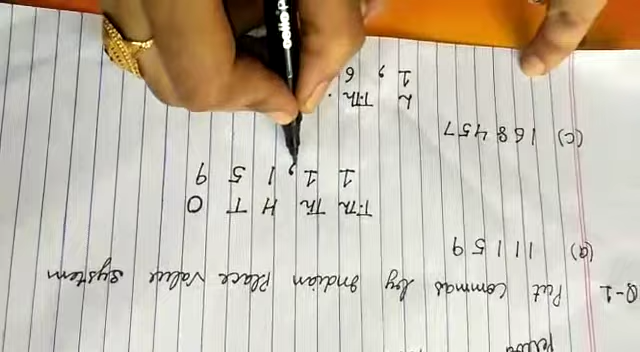 Q-1 Put Commas by Indian Place Value System
(a) 11159
T.Th Th H T O
1 1 , 1 5 9
(c) 168457
L T.Th
1 , 6
cello